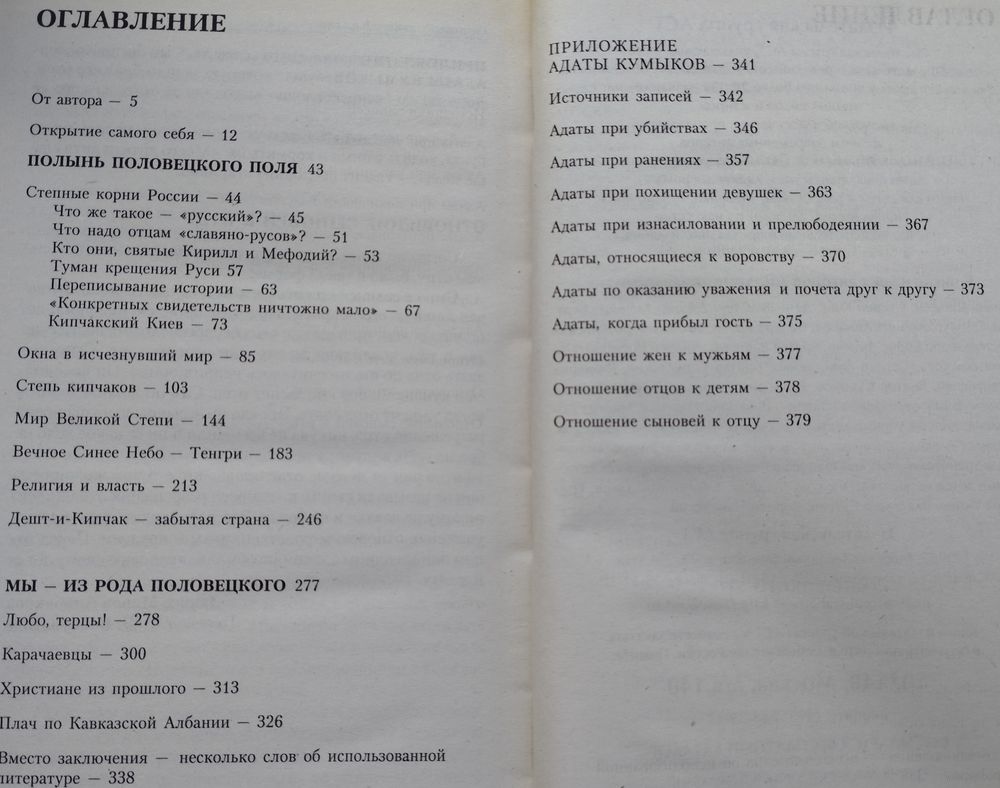 ОГЛАВЛЕНИЕ
От автора — 5
Открытие самого себя — 12
ПОЛЫНЬ ПОЛОВЕЦКОГО ПОЛЯ 43
Степные корни России — 44
Что же такое — «русский»? — 45
Что надо отцам «славяно-русов»? — 51
Кто они, святые Кирилл и Мефодий? — 53
Туман крещения Руси 57
Переписывание истории — 63
«Конкретных свидетельств ничтожно мало» — 67
Кипчакский Киев — 73
Окна в исчезнувший мир — 85
Степь кипчаков — 103
Мир Великой Степи — 144
Вечное Синее Небо — Тенгри — 183
Религия и власть — 213
Дешт-и-Кипчак — забытая страна — 246
МЫ — ИЗ РОДА ПОЛОВЕЦКОГО 277
Любо, терцы! — 278
Карачаевцы — 300
Христиане из прошлого — 313
Плач по Кавказской Албании — 326
Вместо заключения — несколько слов об использованной
литературе — 338
ПРИЛОЖЕНИЕ
АДАТЫ КУМЫКОВ — 341
Источники записей — 342
Адаты при убийствах — 346
Адаты при ранениях — 357
Адаты при похищении девушек — 363
Адаты при изнасиловании и прелюбодеянии — 367
Адаты, относящиеся к воровству — 370
Адаты по оказанию уважения и почета друг к другу — 373
Адаты, когда прибыл гость — 375
Отношение жен к мужьям — 377
Отношение отцов к детям — 378
Отношение сыновей к отцу — 379